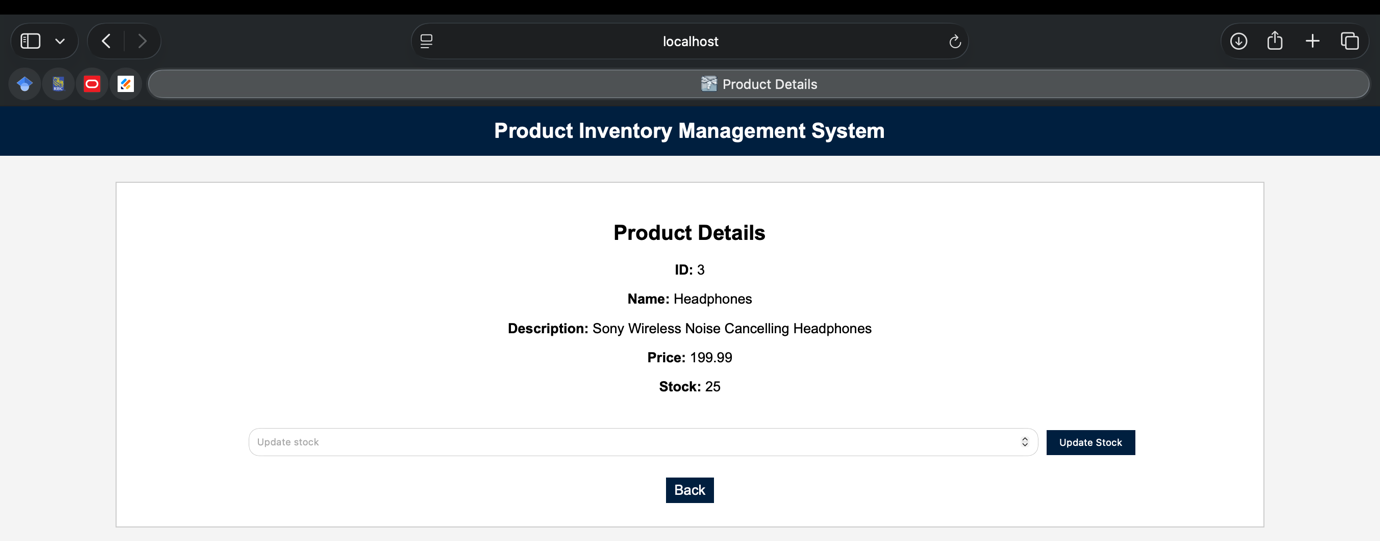 localhost
Product Details
Product Inventory Management System
Product Details
ID: 3
Name: Headphones
Description: Sony Wireless Noise Cancelling Headphones
Price: 199.99
Stock: 25
Update stock
Update Stock
Back